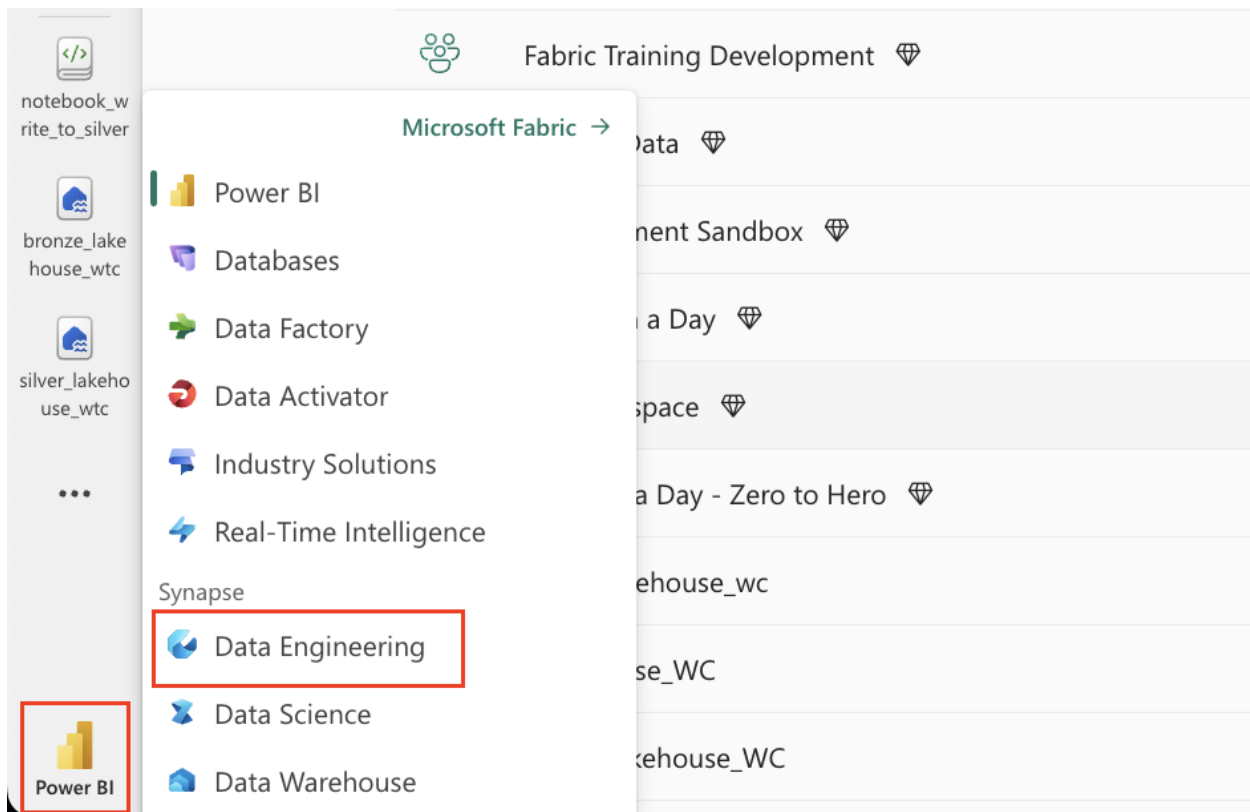 notebook_w
rite_to_silver
bronze_lake
house_wtc
silver_lakeho
use_wtc
Power BI
Microsoft Fabric
Power BI
Databases
Data Factory
Data Activator
Industry Solutions
Real-Time Intelligence
Synapse
Data Engineering
Data Science
Data Warehouse
Fabric Training Development
Data
ment Sandbox
a Day
space
a Day - Zero to Hero
ehouse_wc
se_WC
kehouse_WC